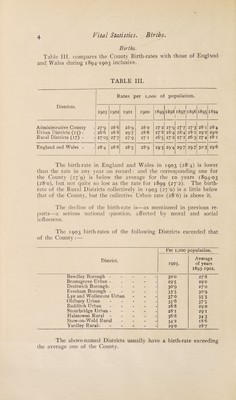 4
Vital Statistics. Births.
Births.
Table III. compares the County Birth-rates with those of England
and Wales during 1894-1903 inclusive.
TABLE III.
Rates per 1,000 of population.
Districts.
1903 1902 1901 1900 1899 1898 1897 1896 1895 1894
Administrative County
Urban Districts (15)
Rural Districts (17)
England and Wales
The birth-rate in England and Wales in 1903 (28·4) is lower
than the rate in any year on record: and the corresponding one for
the County (27·9) is below the average for the 10 years 1894-03
(28·0), but not quite so low as the rate for 1899 (27·2). The birth-
rate of the Rural Districts collectively in 1903 (27·0) is a little below
that of the County, but the collective Urban rate (28·6) is above it.
The decline of the birth-rate is—as mentioned in previous re-
ports—a serious national question, affected by moral and social
influences.
The 1903 birth-rates of the following Districts exceeded that
of the County:—
Per 1,000 population.
District.
1903.
Average
of years
1893-1902.
Bewdley Borough
Bromsgrove Urban
Droitwich Borough
Evesham Borough
Lye and Wollescote Urban
Oldbury Urban
Redditch Urban
Stourbridge Urban
Halesowen Rural
Stow-on-Wold Rural
Yardley Rural
The above-named Districts usually have a birth-rate exceeding
the average one of the County.